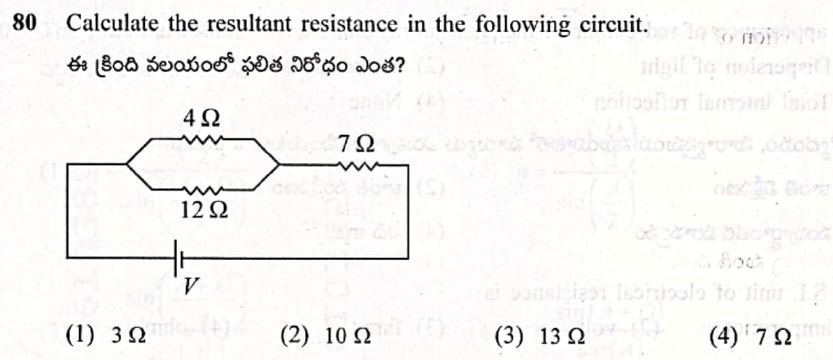 80 Calculate the resultant resistance in the following circuit.
ఈ క్రింది వలయంలో ఫలిత నిరోధం ఎంత?
4 Ω
7 Ω
12 Ω
V
(1) 3 Ω (2) 10 Ω (3) 13 Ω (4) 7 Ω